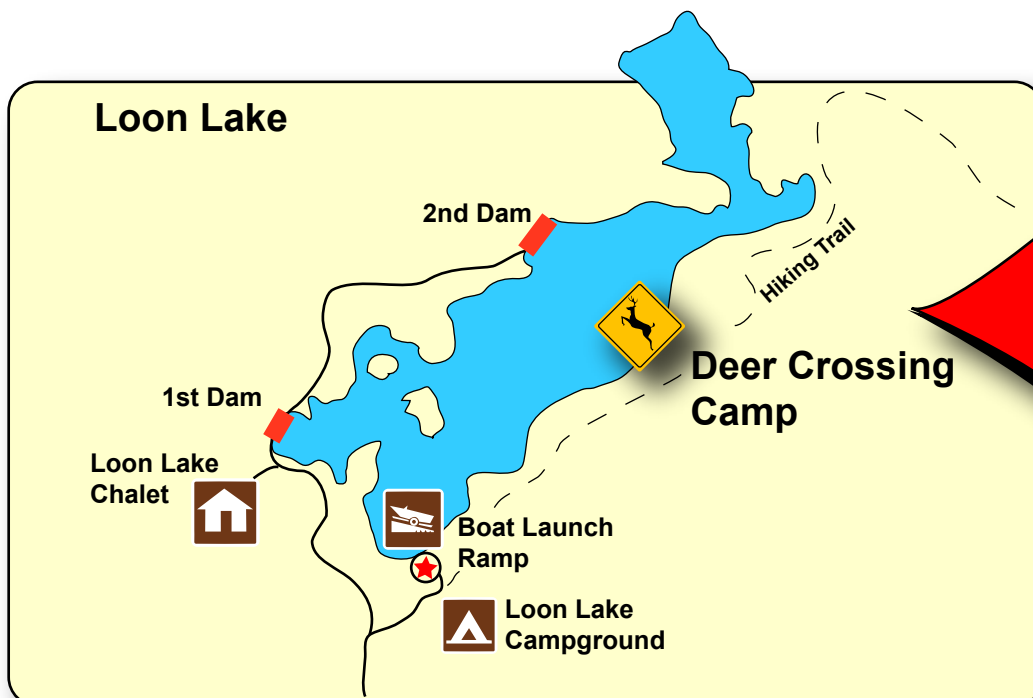 Loon Lake
2nd Dam
Hiking Trail
Deer Crossing
Camp
1st Dam
Loon Lake
Chalet
Boat Launch
Ramp
Loon Lake
Campground